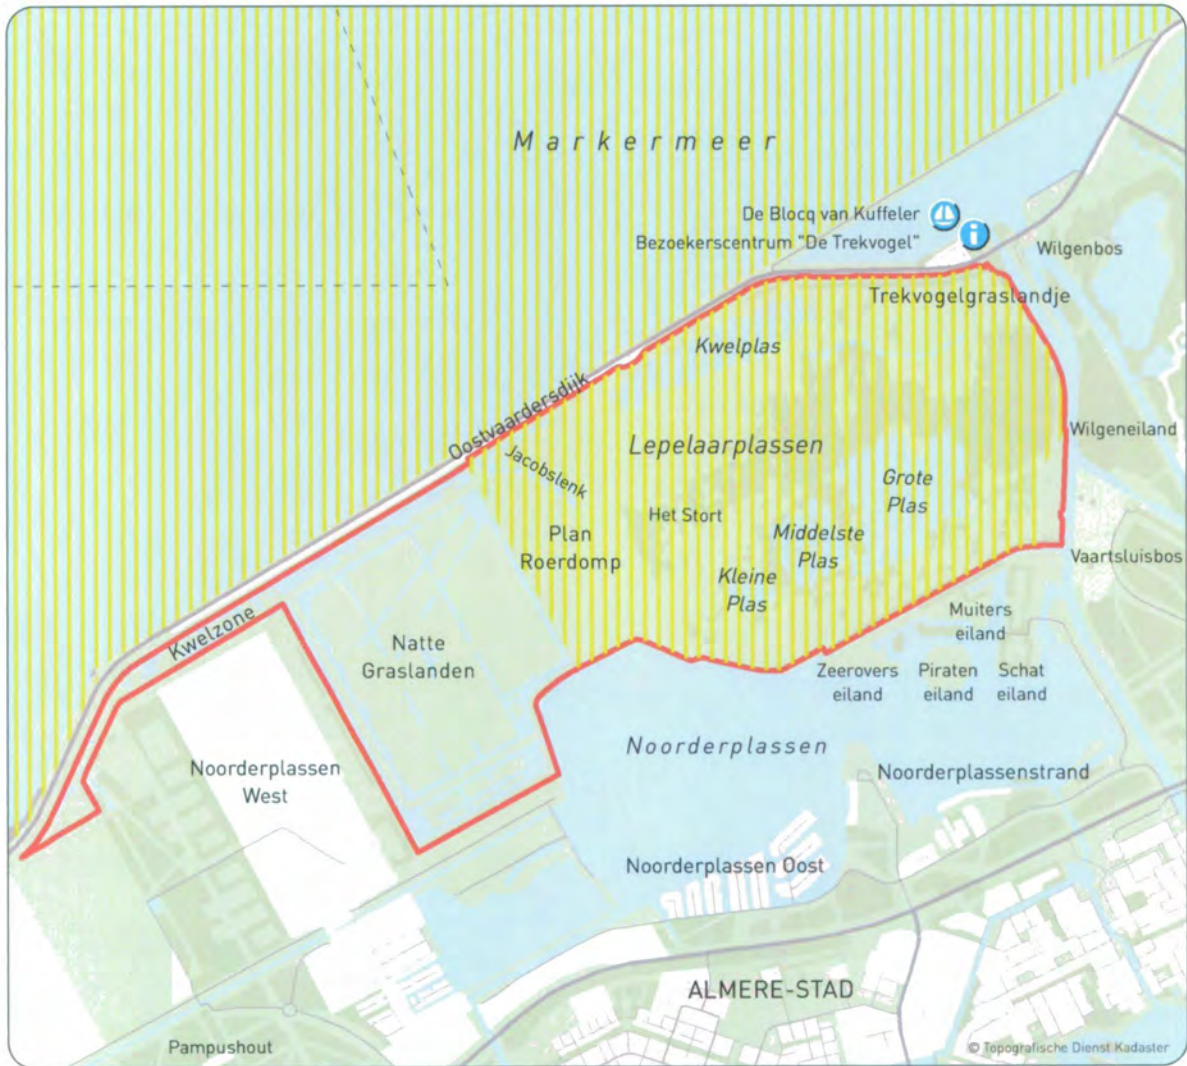 Markermeer
De Blocq van Kuffeler
Bezoekerscentrum "De Trekvogel"
Wilgenbos
Trekvogelgraslandje
Kwelplas
Oostvaardersdijk
Wilgeneiland
Lepelaarplassen
Jacobslenk
Grote
Plas
Het Stort
Plan
Roerdomp
Middelste
Plas
Vaartsluisbos
Kleine
Plas
Muiters
eiland
Kwelzone
Natte
Graslanden
Zeerovers
eiland
Piraten
eiland
Schat
eiland
Noorderplassen
Noorderplassen
West
Noorderplassenstrand
Noorderplassen Oost
ALMERE-STAD
Pampushout
© Topografische Dienst Kadaster